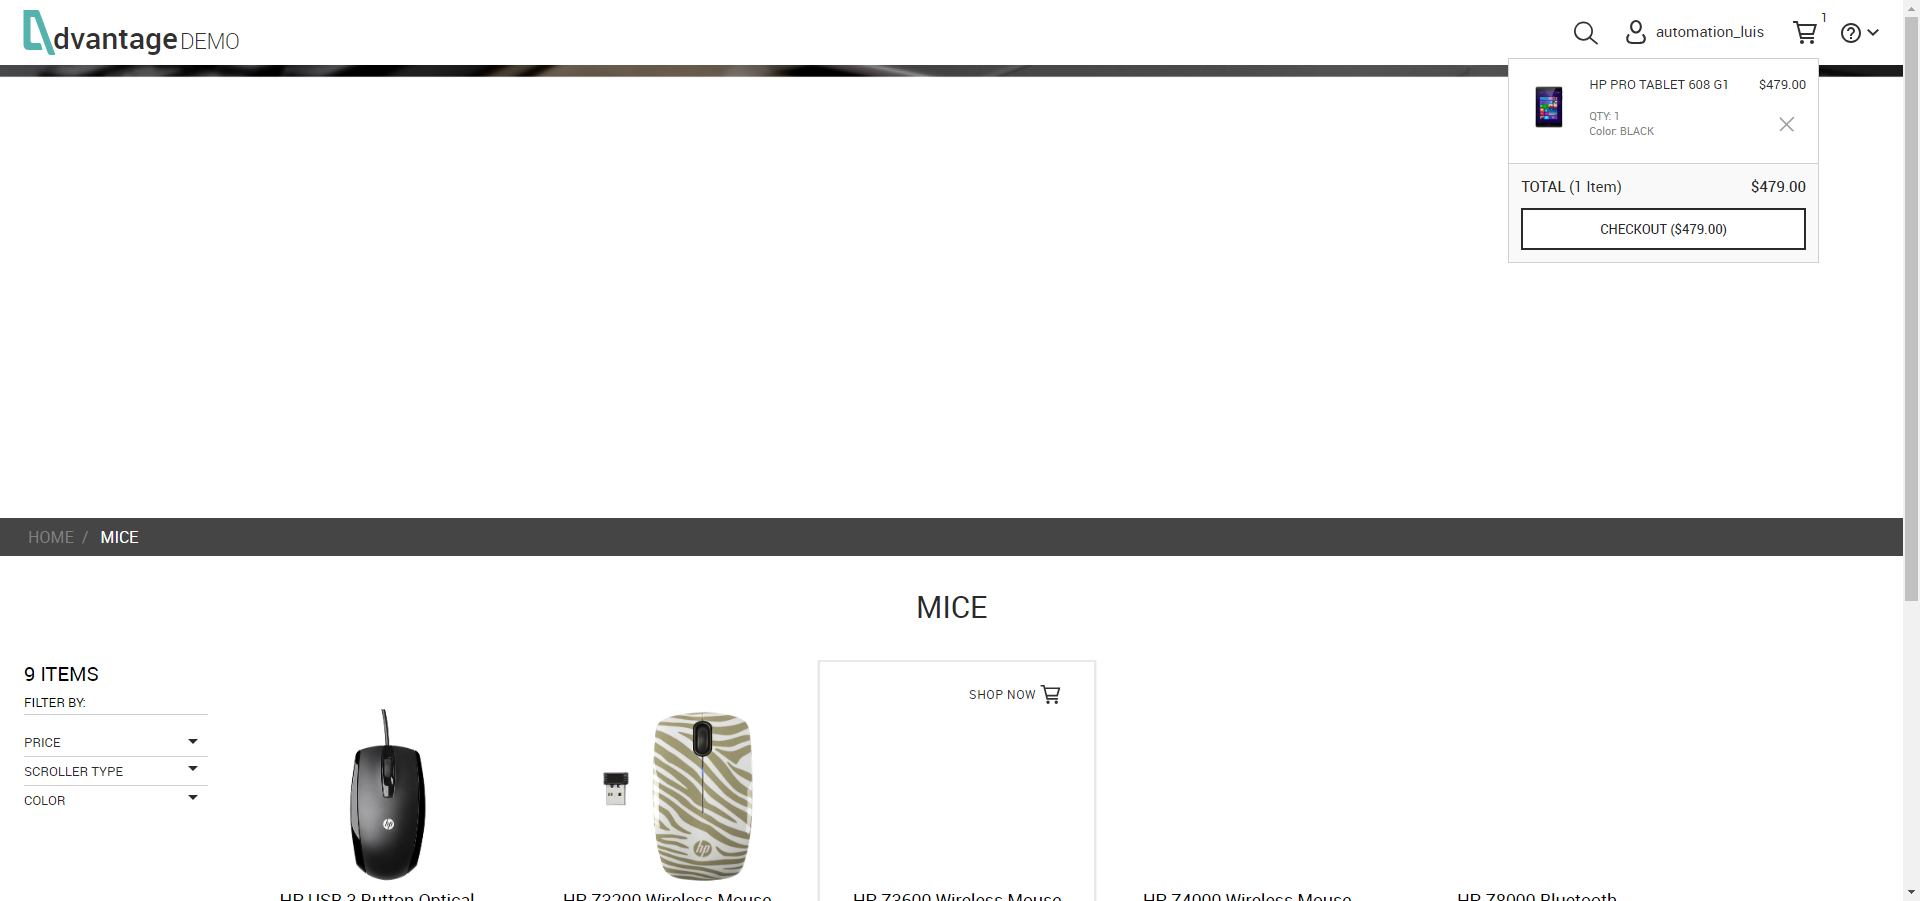 dvantage DEMO
automation_luis
1
HP PRO TABLET 608 G1 $479.00
QTY: 1
Color: BLACK
TOTAL (1 Item) $479.00
CHECKOUT ($479.00)
HOME / MICE
MICE
9 ITEMS
FILTER BY:
PRICE
SCROLLER TYPE
COLOR
SHOP NOW
hp
hp
HP USB 3 Button Optical
HP Z3200 Wireless Mouse
HP Z3600 Wireless Mouse
HP Z4000 Wireless Mouse
HP Z8000 Bluetooth